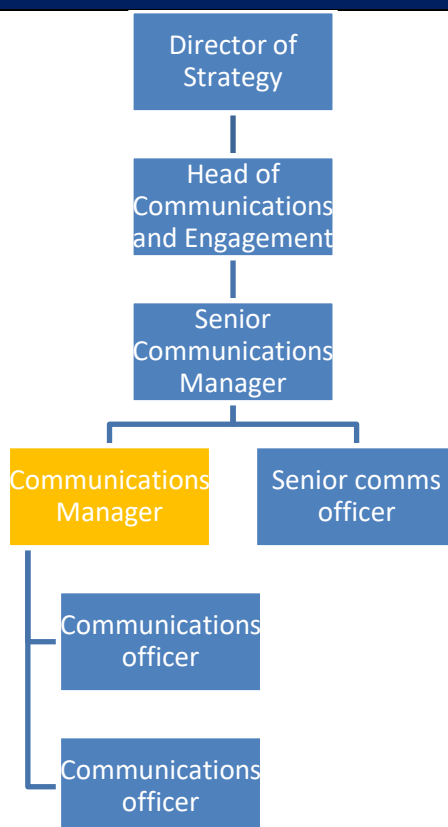 Director of
Strategy
Head of
Communications
and Engagement
Senior
Communications
Manager
Communications
Manager
Senior comms
officer
Communications
officer
Communications
officer